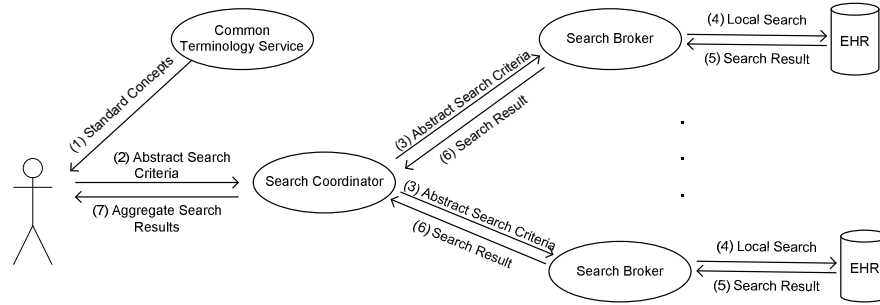 Common
Terminology Service
Search Broker
(4) Local Search
(5) Search Result
EHR
(1) Standard Concepts
(3) Abstract Search Criteria
(6) Search Result
(2) Abstract Search
Criteria
Search Coordinator
(7) Aggregate Search
Results
(3) Abstract Search Criteria
(6) Search Result
Search Broker
(4) Local Search
(5) Search Result
EHR